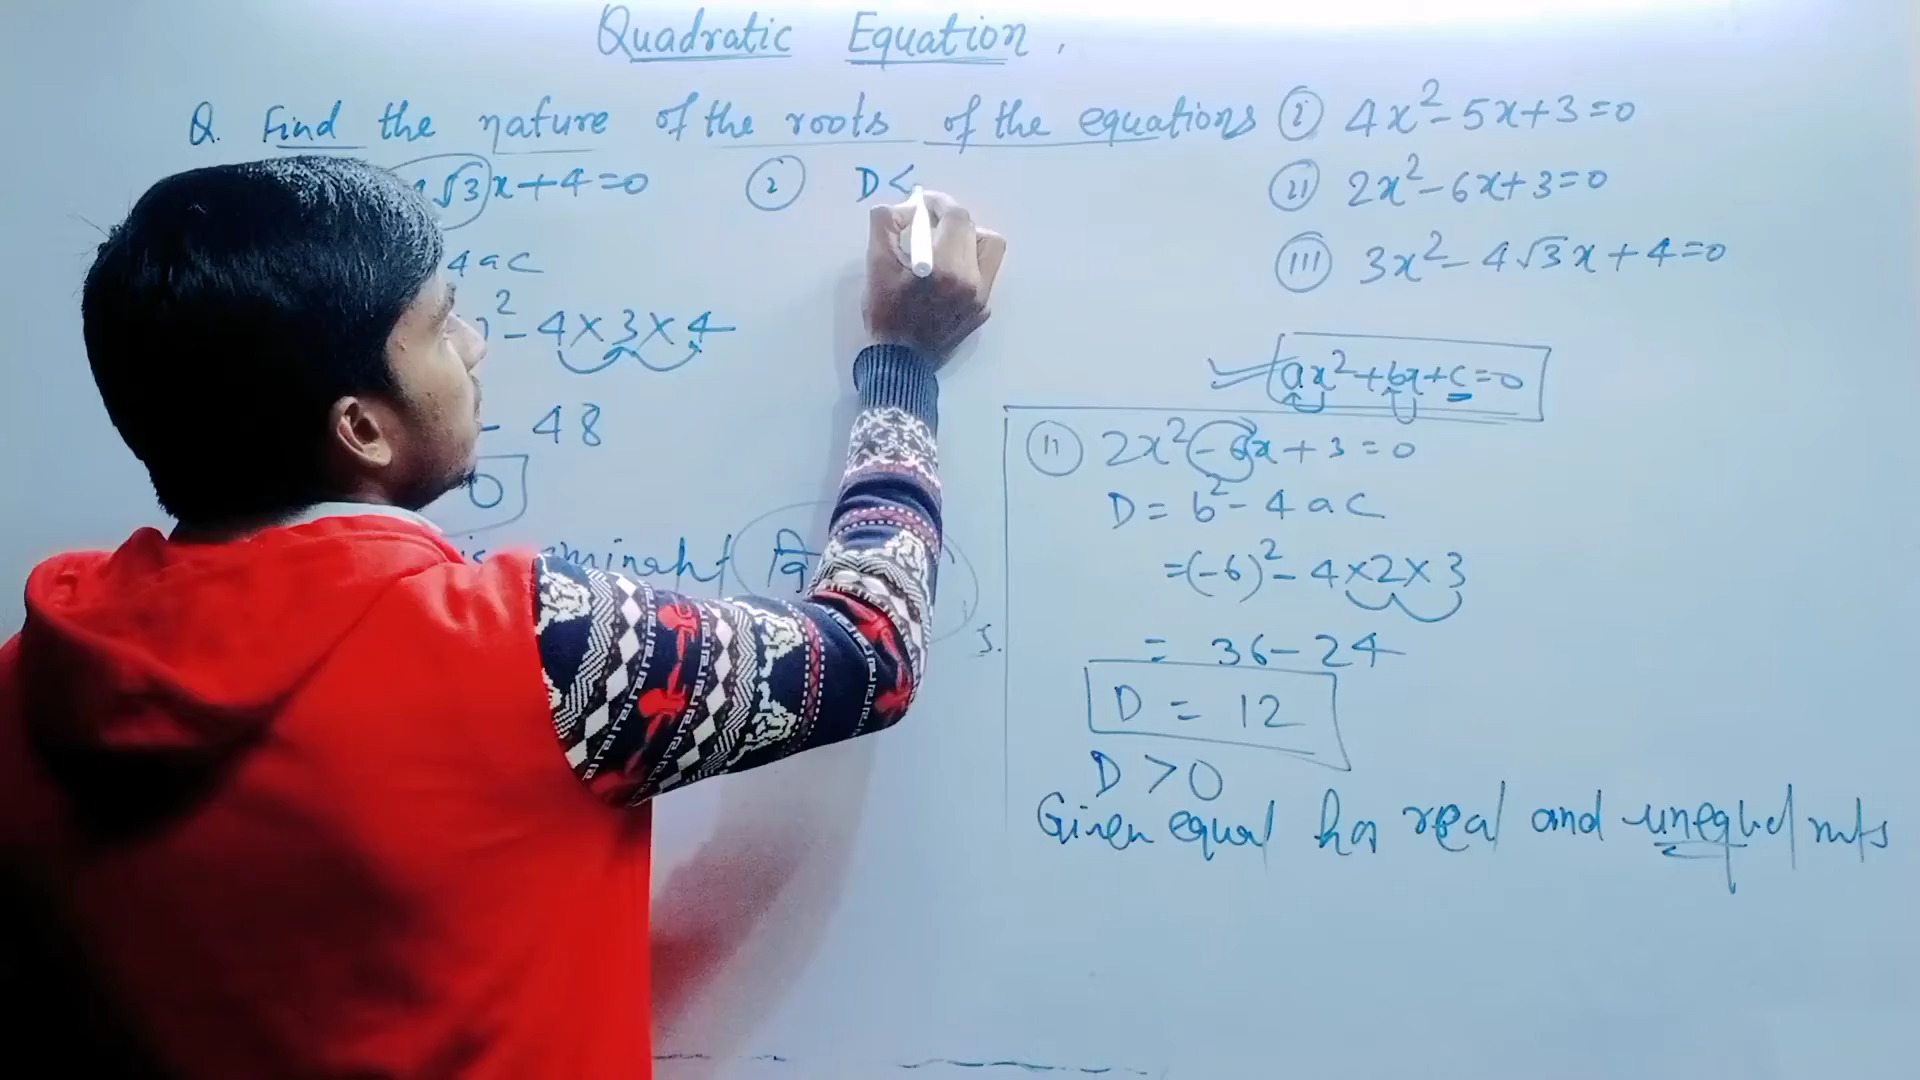 Quadratic Equation.
Q. Find the nature of the roots of the equations (i) 4x²-5x+3=0
(ii) 2x²-6x+3=0
(iii) 3x²-4√3x+4=0
√3x+4=0
4ac
)²-4×3×4
- 48
0
(i) D<
ax²+bx+c=0
(ii) 2x²-6x+3=0
D= b²-4ac
=(-6)²-4×2×3
= 36-24
D = 12
D >0
Given equal has real and unequal roots